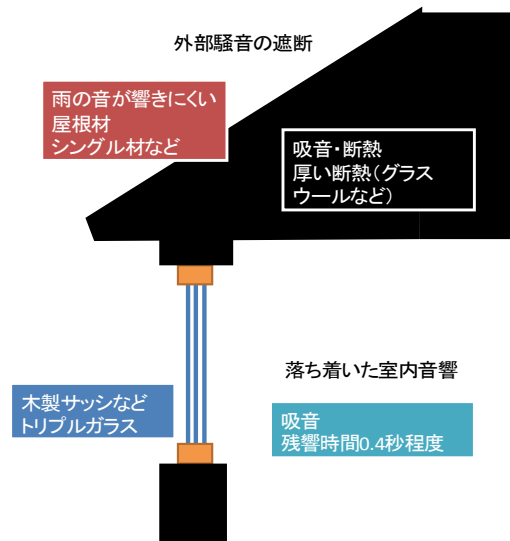 外部騒音の遮断
雨の音が響きにくい
屋根材
シングル材など
吸音・断熱
厚い断熱(グラス
ウールなど)
落ち着いた室内音響
木製サッシなど
トリプルガラス
吸音
残響時間0.4秒程度